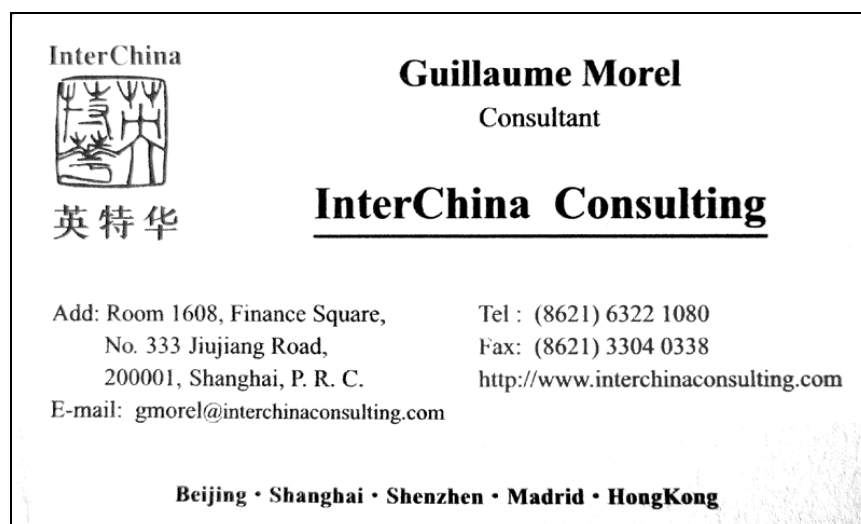 InterChina
英特华
Guillaume Morel
Consultant
InterChina Consulting
Add: Room 1608, Finance Square,
No. 333 Jiujiang Road,
200001, Shanghai, P. R. C.
E-mail: gmorel@interchinaconsulting.com
Tel : (8621) 6322 1080
Fax: (8621) 3304 0338
http://www.interchinaconsulting.com
Beijing · Shanghai · Shenzhen · Madrid · HongKong